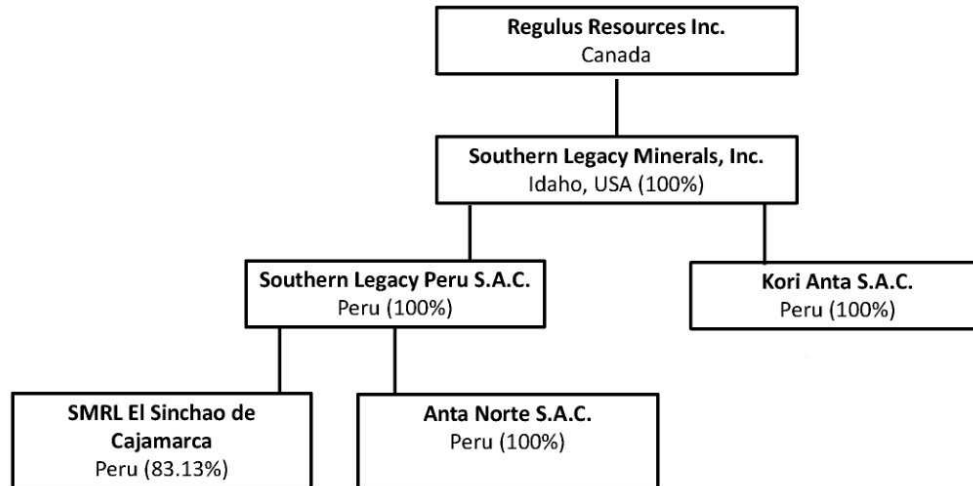 Regulus Resources Inc.
Canada
Southern Legacy Minerals, Inc.
Idaho, USA (100%)
Southern Legacy Peru S.A.C.
Peru (100%)
Kori Anta S.A.C.
Peru (100%)
SMRL El Sinchao de
Cajamarca
Peru (83.13%)
Anta Norte S.A.C.
Peru (100%)